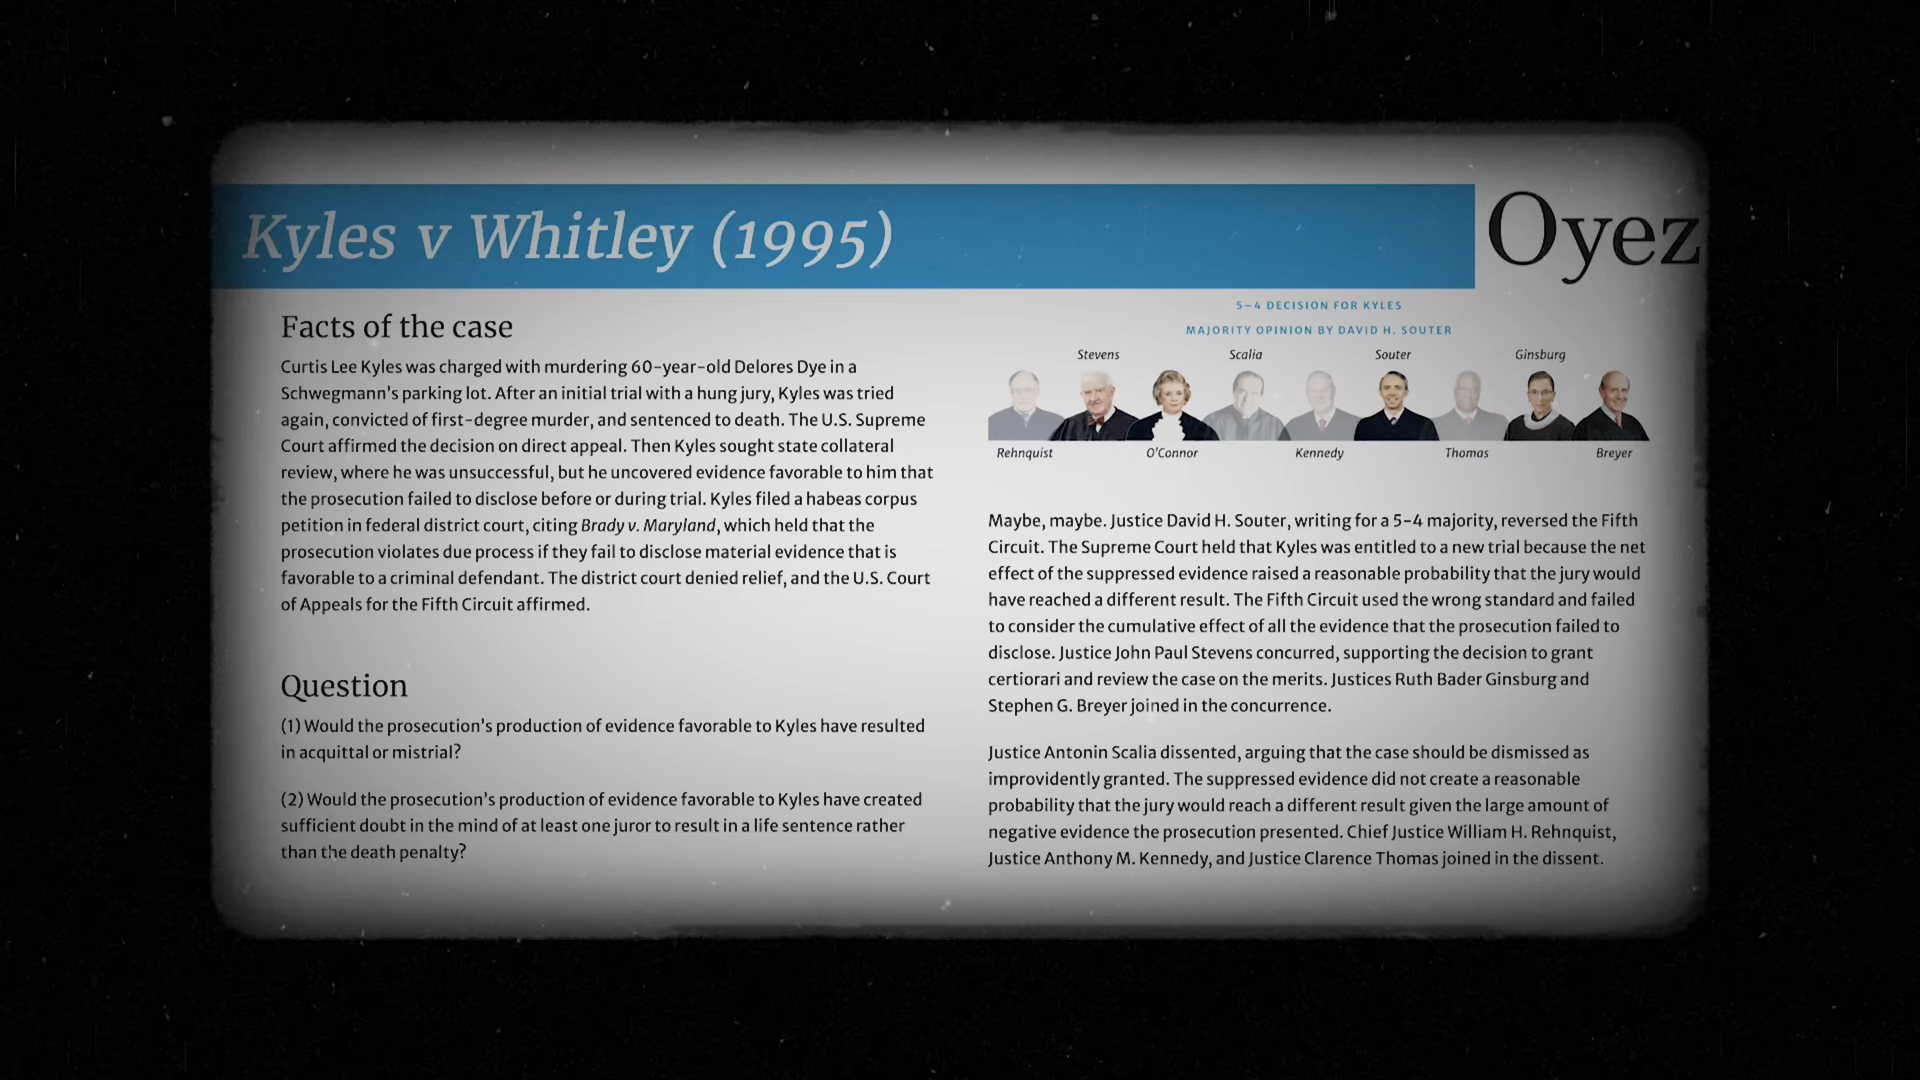 Kyles v Whitley (1995)
Oyez
Facts of the case
Curtis Lee Kyles was charged with murdering 60-year-old Delores Dye in a
Schwegmann's parking lot. After an initial trial with a hung jury, Kyles was tried
again, convicted of first-degree murder, and sentenced to death. The U.S. Supreme
Court affirmed the decision on direct appeal. Then Kyles sought state collateral
review, where he was unsuccessful, but he uncovered evidence favorable to him that
the prosecution failed to disclose before or during trial. Kyles filed a habeas corpus
petition in federal district court, citing Brady v. Maryland, which held that the
prosecution violates due process if they fail to disclose material evidence that is
favorable to a criminal defendant. The district court denied relief, and the U.S. Court
of Appeals for the Fifth Circuit affirmed.
Question
(1) Would the prosecution's production of evidence favorable to Kyles have resulted
in acquittal or mistrial?
(2) Would the prosecution's production of evidence favorable to Kyles have created
sufficient doubt in the mind of at least one juror to result in a life sentence rather
than the death penalty?
5–4 DECISION FOR KYLES
MAJORITY OPINION BY DAVID H. SOUTER
Stevens Scalia Souter Ginsburg
Rehnquist O'Connor Kennedy Thomas Breyer
Maybe, maybe. Justice David H. Souter, writing for a 5-4 majority, reversed the Fifth
Circuit. The Supreme Court held that Kyles was entitled to a new trial because the net
effect of the suppressed evidence raised a reasonable probability that the jury would
have reached a different result. The Fifth Circuit used the wrong standard and failed
to consider the cumulative effect of all the evidence that the prosecution failed to
disclose. Justice John Paul Stevens concurred, supporting the decision to grant
certiorari and review the case on the merits. Justices Ruth Bader Ginsburg and
Stephen G. Breyer joined in the concurrence.
Justice Antonin Scalia dissented, arguing that the case should be dismissed as
improvidently granted. The suppressed evidence did not create a reasonable
probability that the jury would reach a different result given the large amount of
negative evidence the prosecution presented. Chief Justice William H. Rehnquist,
Justice Anthony M. Kennedy, and Justice Clarence Thomas joined in the dissent.